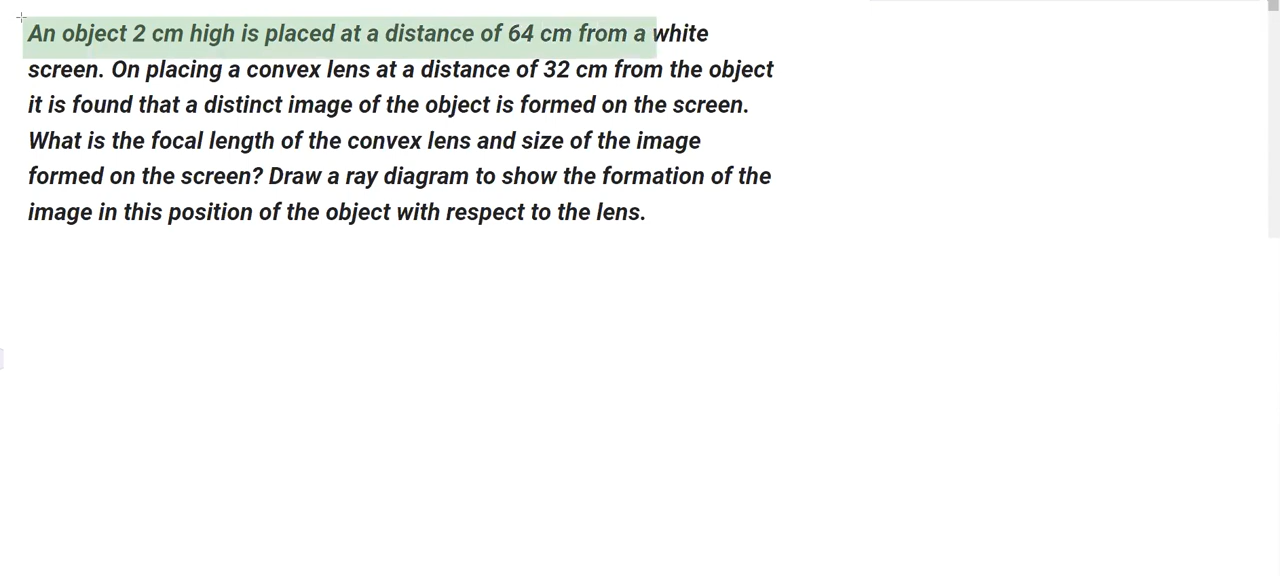 An object 2 cm high is placed at a distance of 64 cm from a white
screen. On placing a convex lens at a distance of 32 cm from the object
it is found that a distinct image of the object is formed on the screen.
What is the focal length of the convex lens and size of the image
formed on the screen? Draw a ray diagram to show the formation of the
image in this position of the object with respect to the lens.